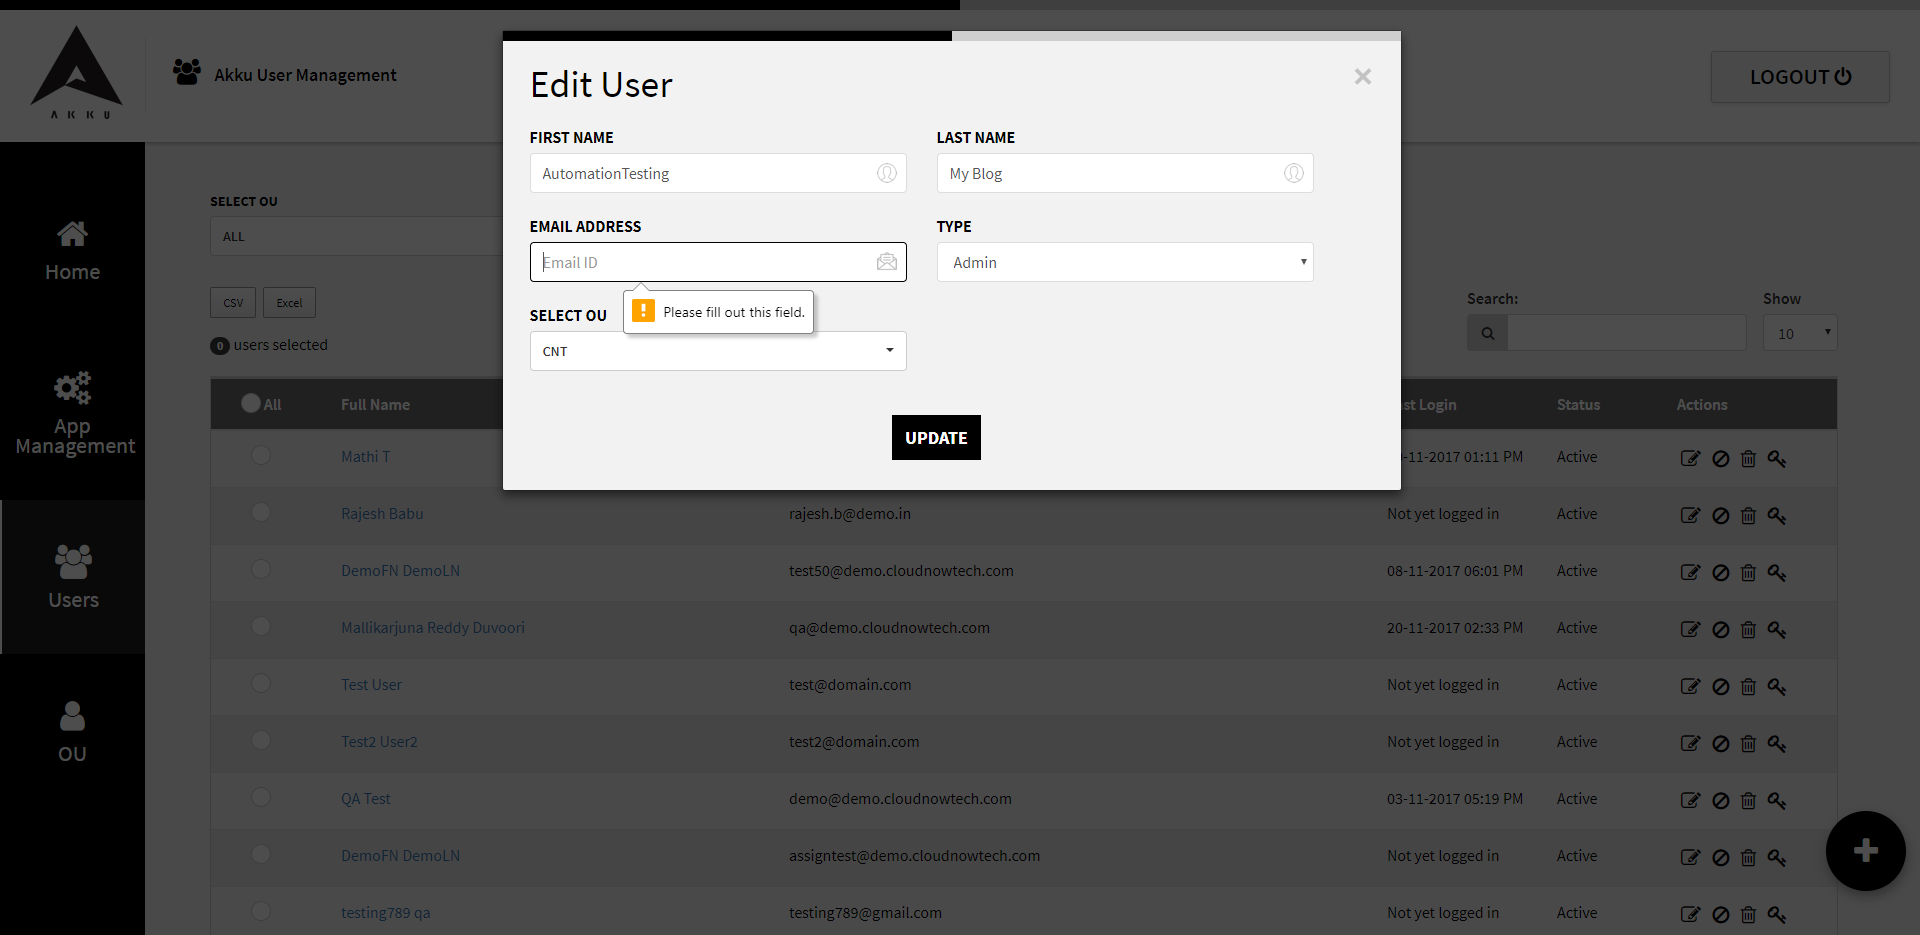 AKKU
Akku User Management
LOGOUT
Edit User
×
FIRST NAME
LAST NAME
AutomationTesting
My Blog
EMAIL ADDRESS
TYPE
Email ID
Admin
Please fill out this field.
SELECT OU
CNT
UPDATE
Home
App
Management
Users
OU
SELECT OU
ALL
CSV
Excel
0 users selected
Search:
Show
10
All
Full Name
Login
Status
Actions
Mathi T
-11-2017 01:11 PM
Active
Rajesh Babu
rajesh.b@demo.in
Not yet logged in
Active
DemoFN DemoLN
test50@demo.cloudnowtech.com
08-11-2017 06:01 PM
Active
Mallikarjuna Reddy Duvoori
qa@demo.cloudnowtech.com
20-11-2017 02:33 PM
Active
Test User
test@domain.com
Not yet logged in
Active
Test2 User2
test2@domain.com
Not yet logged in
Active
QA Test
demo@demo.cloudnowtech.com
03-11-2017 05:19 PM
Active
DemoFN DemoLN
assigntest@demo.cloudnowtech.com
Not yet logged in
Active
testing789 qa
testing789@gmail.com
Not yet logged in
Active